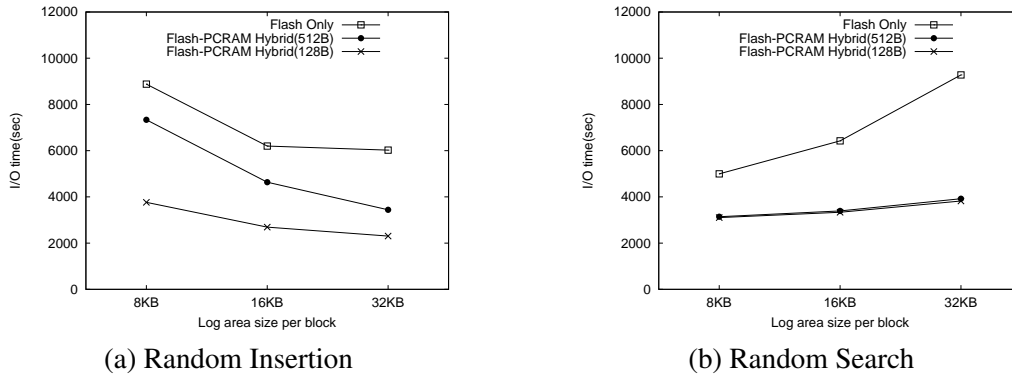 12000
10000
8000
6000
4000
2000
0
I/O time(sec)
Flash Only
Flash-PCRAM Hybrid(512B)
Flash-PCRAM Hybrid(128B)
8KB 16KB 32KB
Log area size per block
(a) Random Insertion
12000
10000
8000
6000
4000
2000
0
I/O time(sec)
Flash Only
Flash-PCRAM Hybrid(512B)
Flash-PCRAM Hybrid(128B)
8KB 16KB 32KB
Log area size per block
(b) Random Search